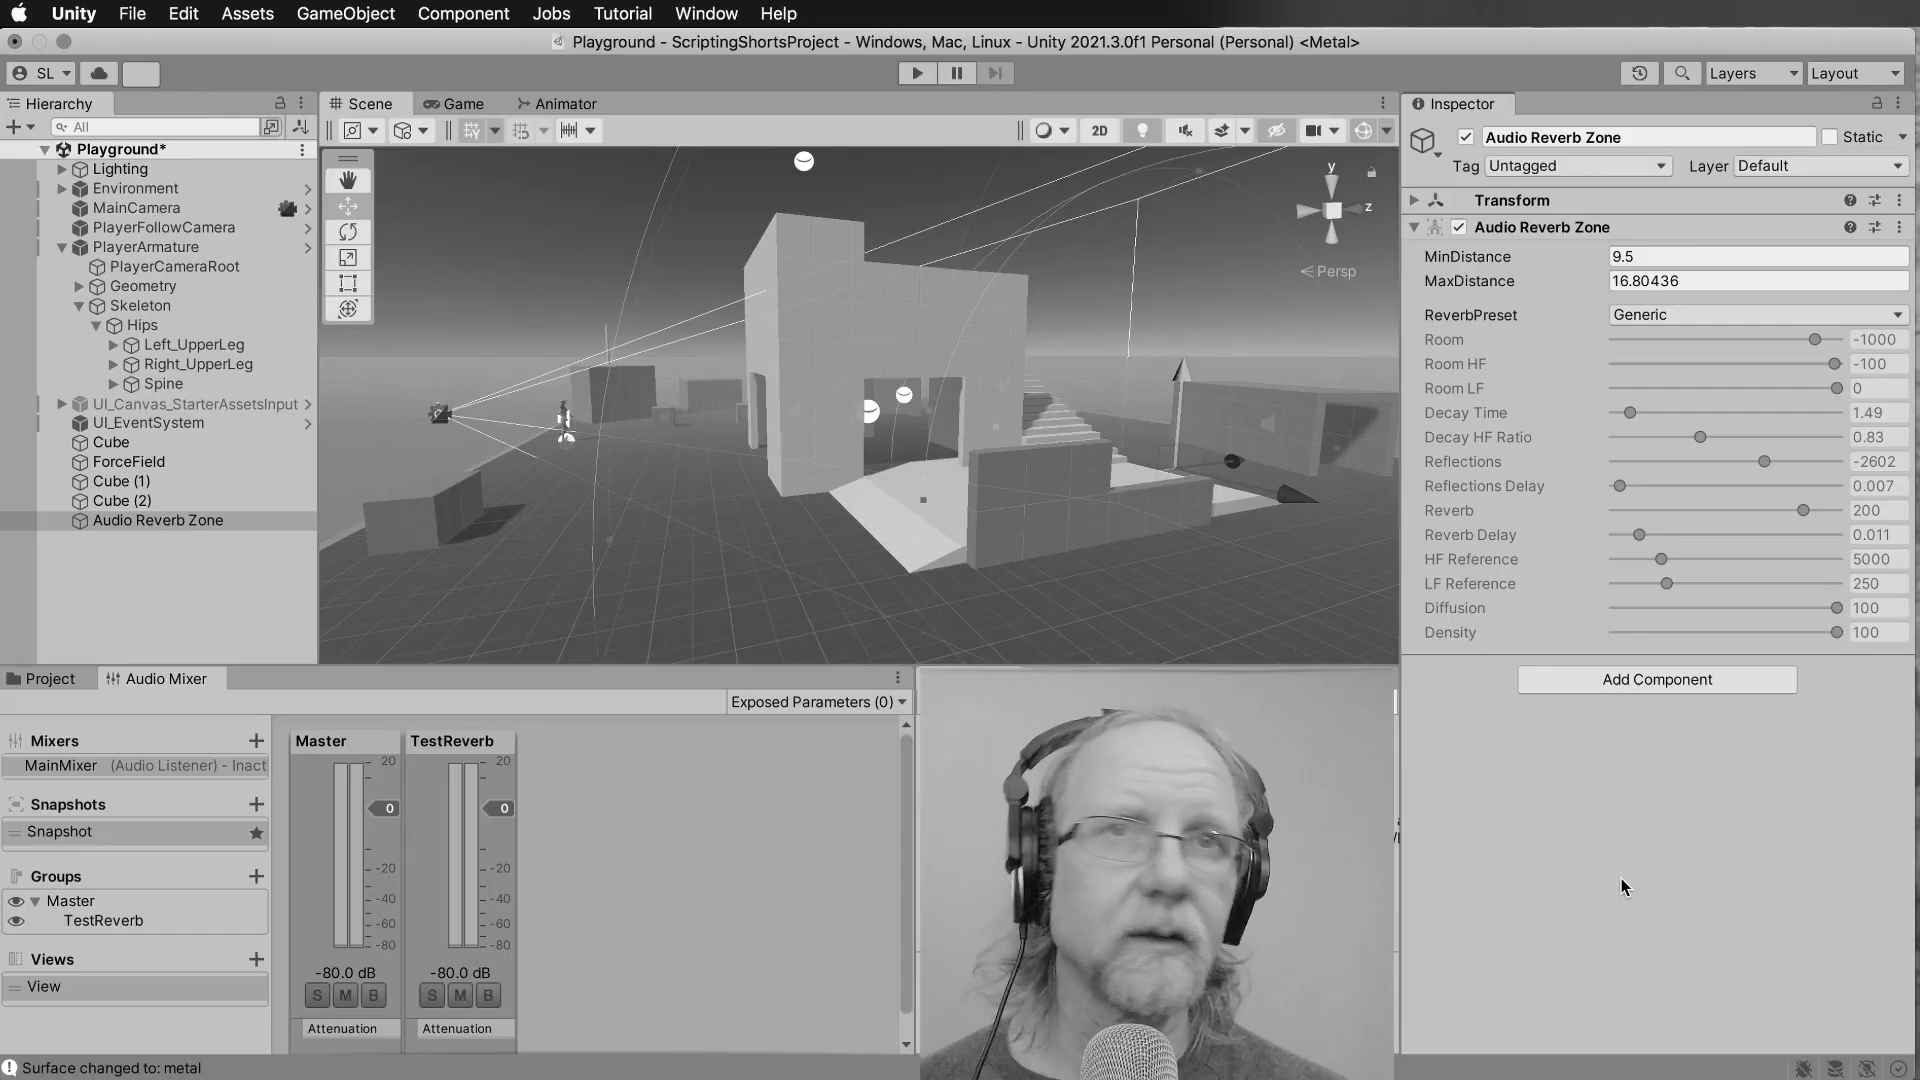 Unity File Edit Assets GameObject Component Jobs Tutorial Window Help
Playground - ScriptingShortsProject - Windows, Mac, Linux - Unity 2021.3.0f1 Personal (Personal) <Metal>
SL Layers Layout
Hierarchy
All
Playground*
Lighting
Environment
MainCamera
PlayerFollowCamera
PlayerArmature
PlayerCameraRoot
Geometry
Skeleton
Hips
Left_UpperLeg
Right_UpperLeg
Spine
UI_Canvas_StarterAssetsInput
UI_EventSystem
Cube
ForceField
Cube (1)
Cube (2)
Audio Reverb Zone
Scene Game Animator
2D
y
z
Persp
Inspector
Audio Reverb Zone Static
Tag Untagged Layer Default
Transform
Audio Reverb Zone
MinDistance 9.5
MaxDistance 16.80436
ReverbPreset Generic
Room -1000
Room HF -100
Room LF 0
Decay Time 1.49
Decay HF Ratio 0.83
Reflections -2602
Reflections Delay 0.007
Reverb 200
Reverb Delay 0.011
HF Reference 5000
LF Reference 250
Diffusion 100
Density 100
Add Component
Project Audio Mixer
Exposed Parameters (0)
Mixers
MainMixer (Audio Listener) - Inact
Snapshots
Snapshot
Groups
Master
TestReverb
Views
View
Master
20
0
-20
-40
-60
-80
-80.0 dB
S M B
Attenuation
TestReverb
20
0
-20
-40
-60
-80
-80.0 dB
S M B
Attenuation
Surface changed to: metal